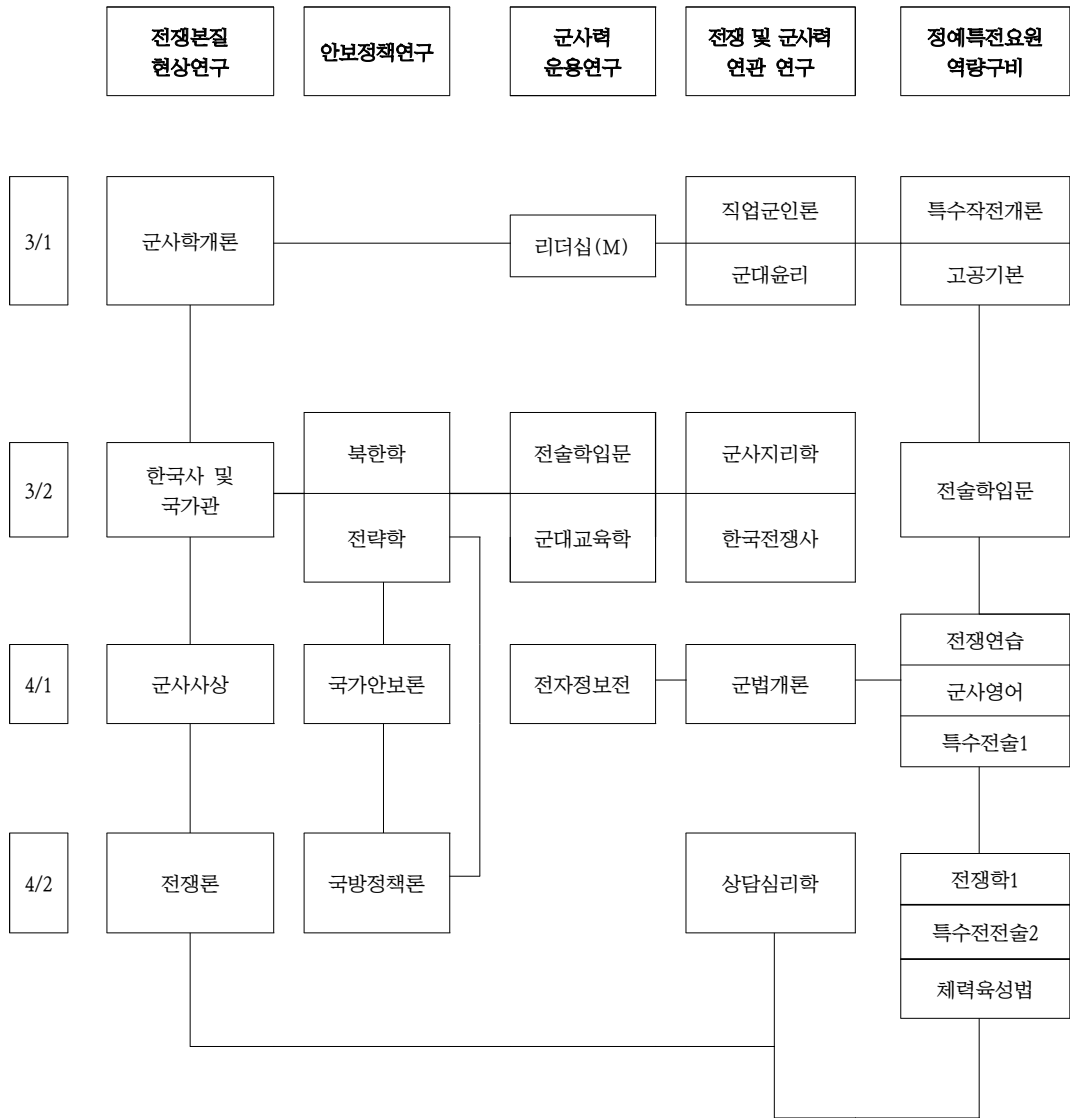 전쟁본질
현상연구
안보정책연구
군사력
운용연구
전쟁 및 군사력
연관 연구
정예특전요원
역량구비
3/1
군사학개론
리더십(M)
직업군인론
군대윤리
특수작전개론
고공기본
3/2
한국사 및
국가관
북한학
전략학
전술학입문
군대교육학
군사지리학
한국전쟁사
전술학입문
4/1
군사사상
국가안보론
전자정보전
군법개론
전쟁연습
군사영어
특수전술1
4/2
전쟁론
국방정책론
상담심리학
전쟁학1
특수전전술2
체력육성법